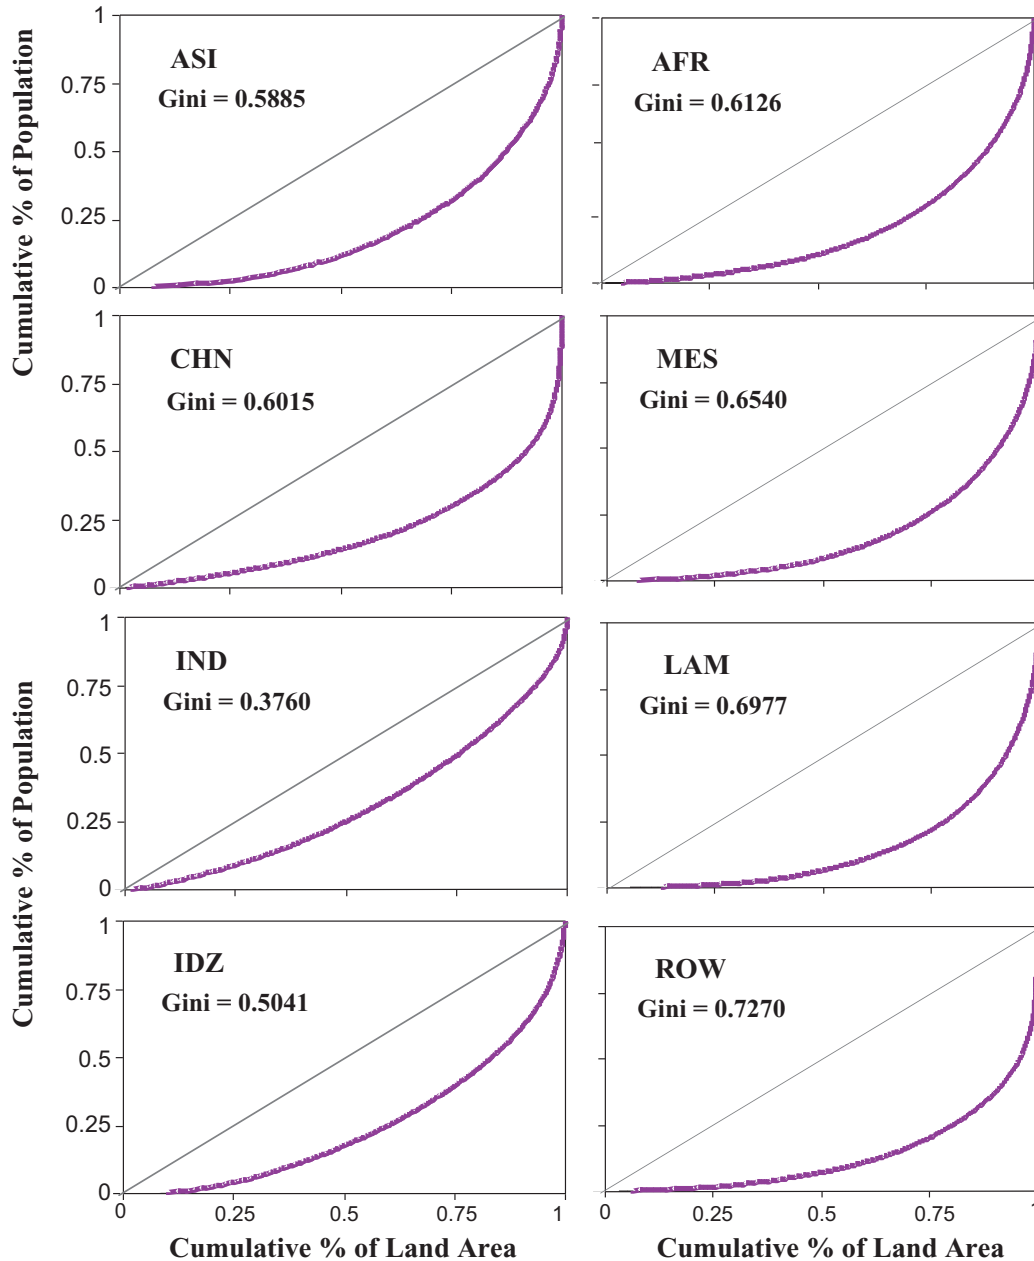 Cumulative % of Population
1
0.75
0.5
0.25
0
ASI
Gini = 0.5885
AFR
Gini = 0.6126
1
0.75
0.5
0.25
0
CHN
Gini = 0.6015
MES
Gini = 0.6540
Cumulative % of Population
1
0.75
0.5
0.25
0
IND
Gini = 0.3760
LAM
Gini = 0.6977
1
0.75
0.5
0.25
0
IDZ
Gini = 0.5041
ROW
Gini = 0.7270
0 0.25 0.5 0.75 1
0 0.25 0.5 0.75 1
Cumulative % of Land Area
Cumulative % of Land Area